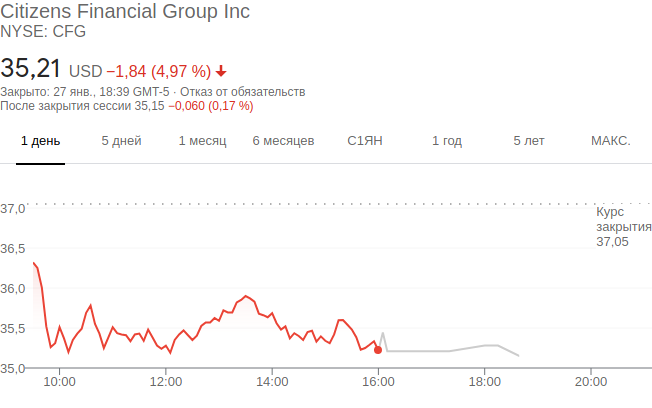 Citizens Financial Group Inc
NYSE: CFG
35,21 USD −1,84 (4,97 %)
Закрыто: 27 янв., 18:39 GMT-5 · Отказ от обязательств
После закрытия сессии 35,15 −0,060 (0,17 %)
1 день 5 дней 1 месяц 6 месяцев С1ЯН 1 год 5 лет МАКС.
37,0
Курс
закрытия
37,05
36,5
36,0
35,5
35,0
10:00 12:00 14:00 16:00 18:00 20:00